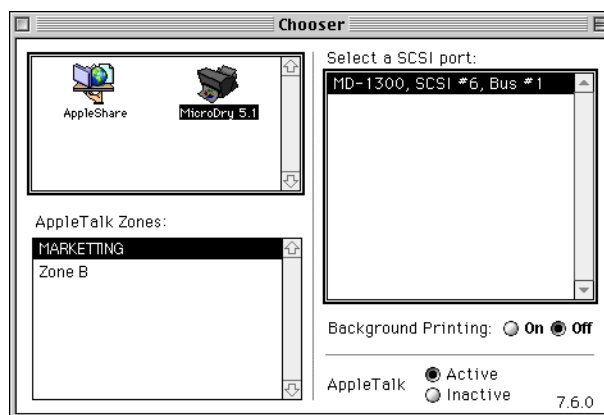 Chooser
AppleShare
MicroDry 5.1
AppleTalk Zones:
MARKETTING
Zone B
Select a SCSI port:
MD-1300, SCSI #6, Bus #1
Background Printing: On Off
AppleTalk
Active
Inactive
7.6.0